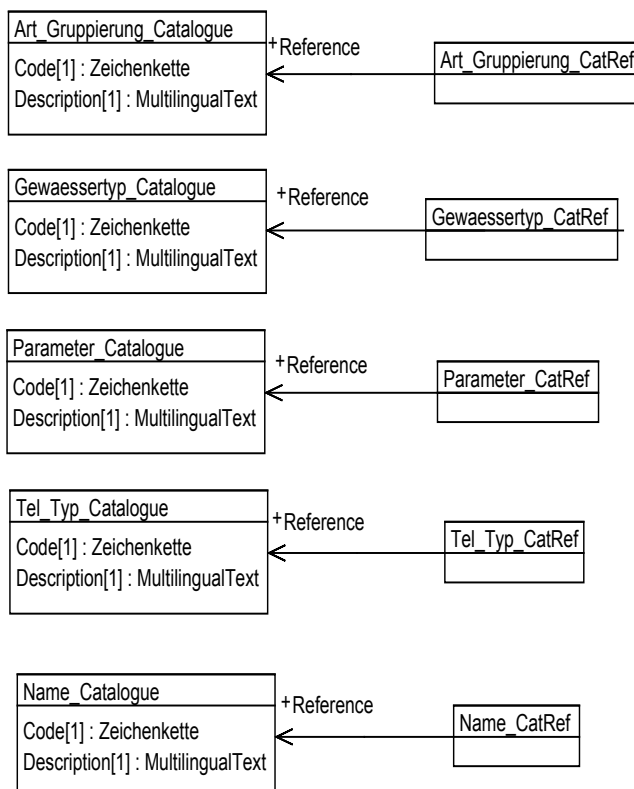 Art_Gruppierung_Catalogue
+Reference
Art_Gruppierung_CatRef
Code[1] : Zeichenkette
Description[1] : MultilingualText
Gewaessertyp_Catalogue
+Reference
Gewaessertyp_CatRef
Code[1] : Zeichenkette
Description[1] : MultilingualText
Parameter_Catalogue
+Reference
Parameter_CatRef
Code[1] : Zeichenkette
Description[1] : MultilingualText
Tel_Typ_Catalogue
+Reference
Tel_Typ_CatRef
Code[1] : Zeichenkette
Description[1] : MultilingualText
Name_Catalogue
+Reference
Name_CatRef
Code[1] : Zeichenkette
Description[1] : MultilingualText